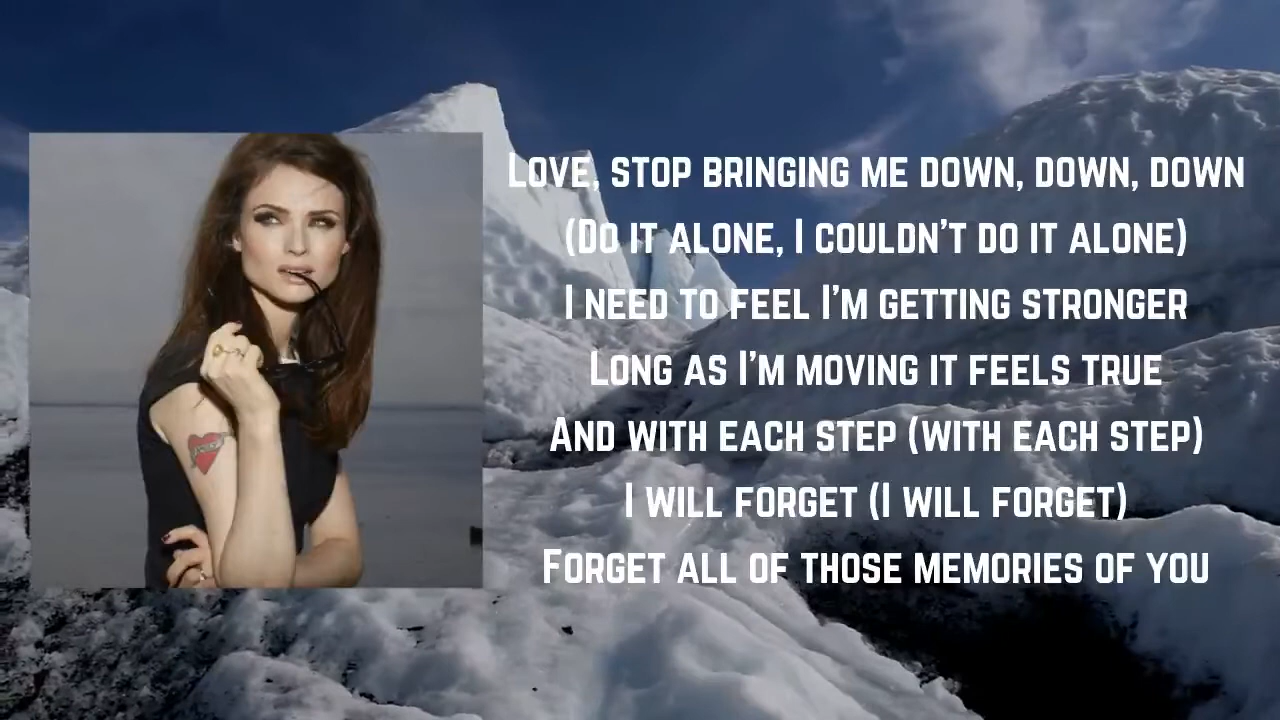 Love, stop bringing me down, down, down
(Do it alone, I couldn't do it alone)
I need to feel I'm getting stronger
Long as I'm moving it feels true
And with each step (with each step)
I will forget (I will forget)
Forget all of those memories of you